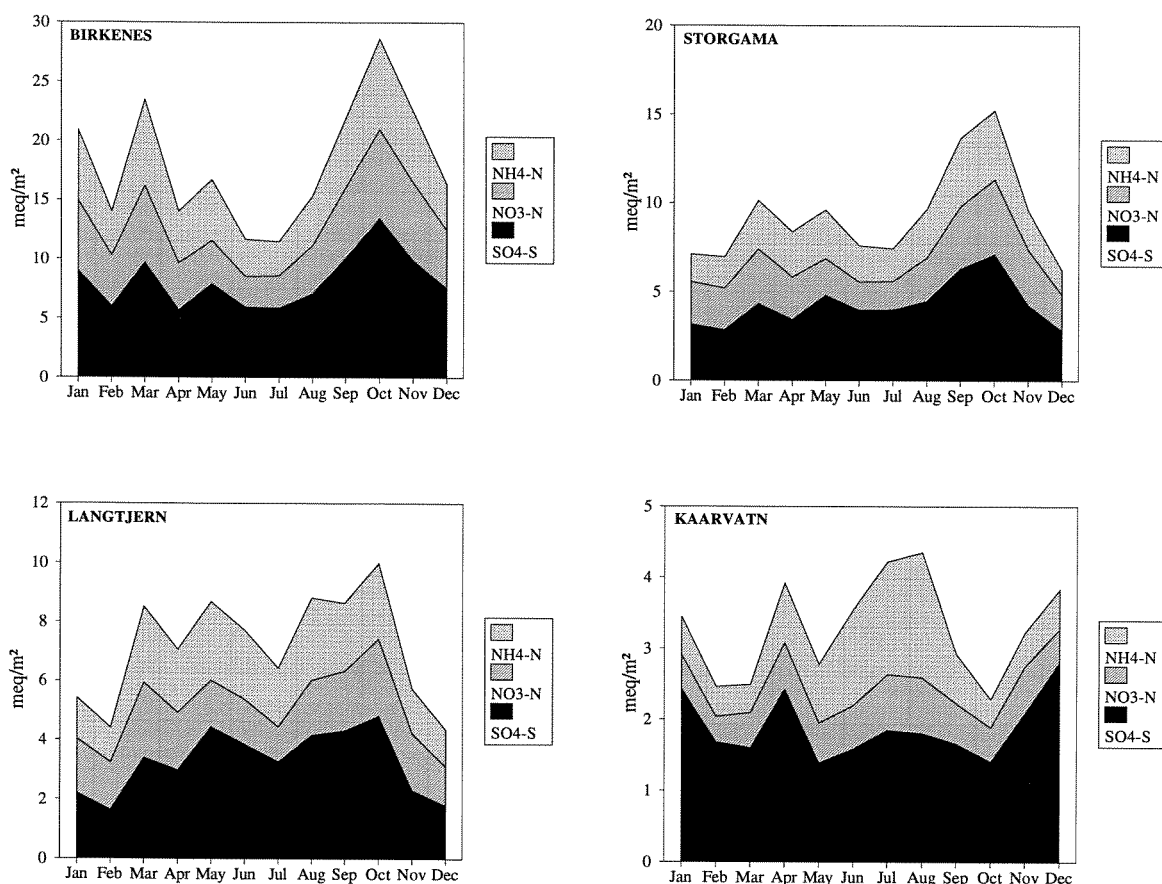 BIRKENES
meq/m²
30
25
20
15
10
5
0
Jan Feb Mar Apr May Jun Jul Aug Sep Oct Nov Dec
NH4-N
NO3-N
SO4-S
STORGAMA
meq/m²
20
15
10
5
0
Jan Feb Mar Apr May Jun Jul Aug Sep Oct Nov Dec
NH4-N
NO3-N
SO4-S
LANGTJERN
meq/m²
12
10
8
6
4
2
0
Jan Feb Mar Apr May Jun Jul Aug Sep Oct Nov Dec
NH4-N
NO3-N
SO4-S
KAARVATN
meq/m²
5
4
3
2
1
0
Jan Feb Mar Apr May Jun Jul Aug Sep Oct Nov Dec
NH4-N
NO3-N
SO4-S